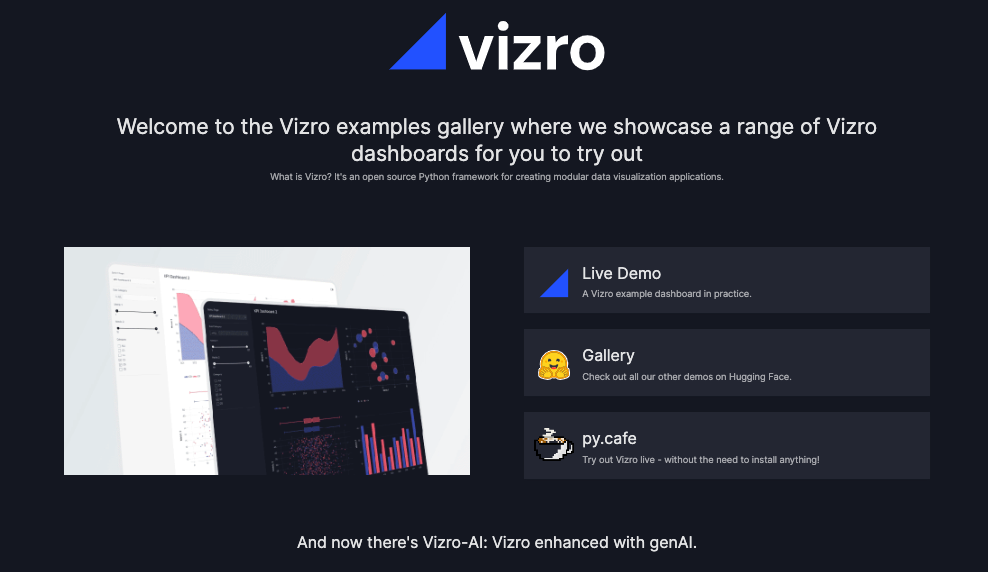 vizro
Welcome to the Vizro examples gallery where we showcase a range of Vizro
dashboards for you to try out
What is Vizro? It's an open source Python framework for creating modular data visualization applications.
Live Demo
A Vizro example dashboard in practice.
Gallery
Check out all our other demos on Hugging Face.
py.cafe
Try out Vizro live - without the need to install anything!
And now there's Vizro-AI: Vizro enhanced with genAI.